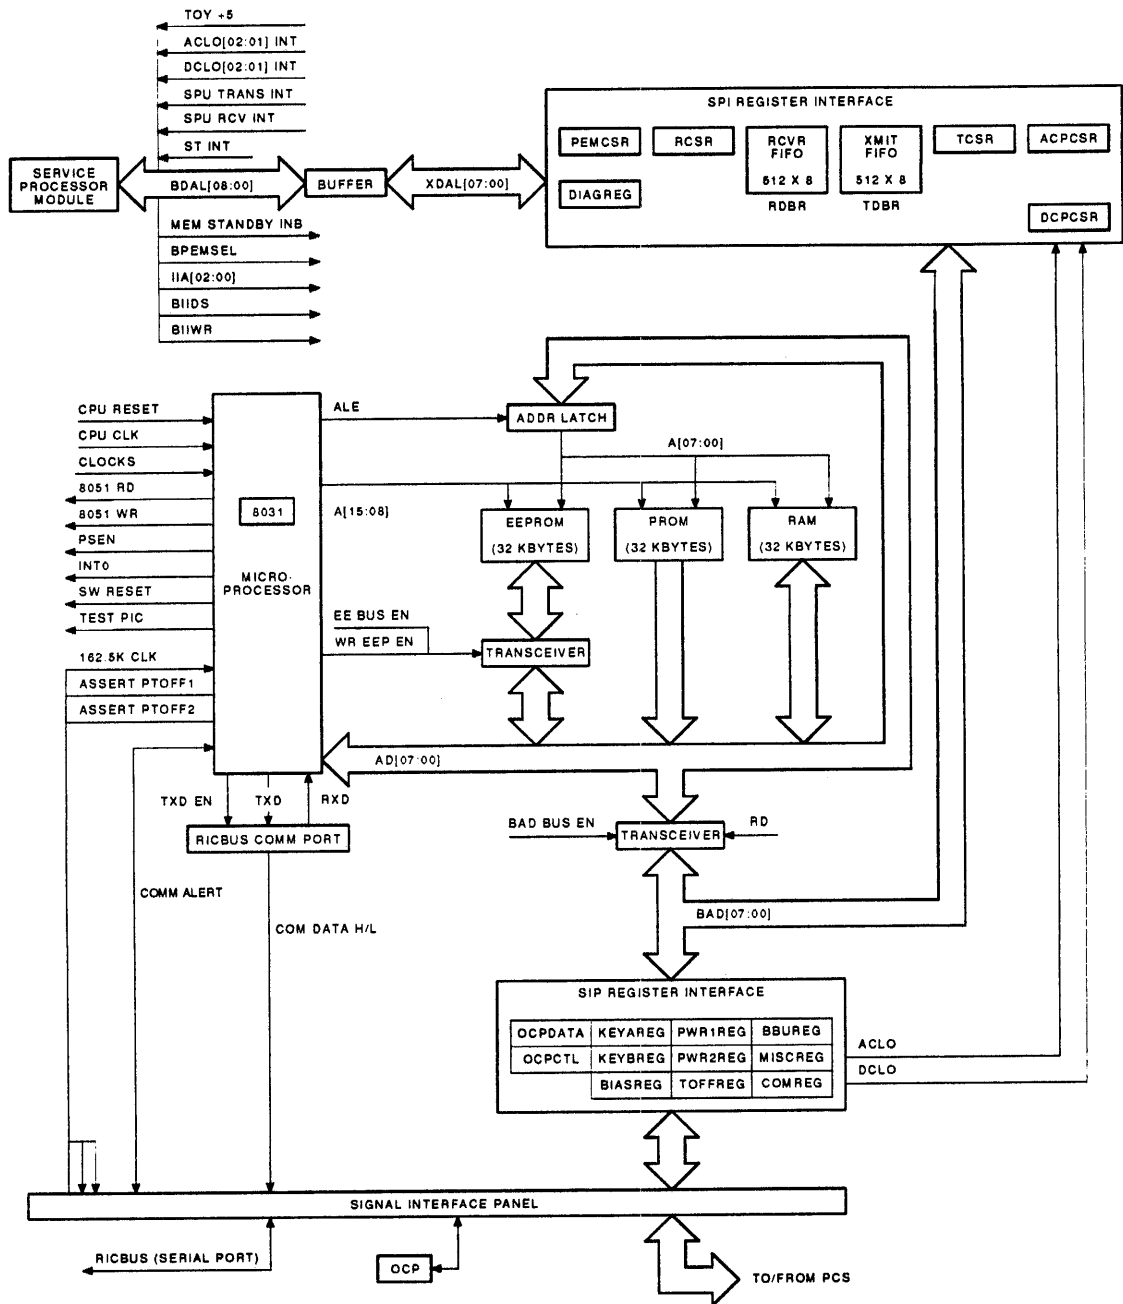 TOY +5
ACLO[02:01] INT
DCLO[02:01] INT
SPU TRANS INT
SPU RCV INT
ST INT
SERVICE
PROCESSOR
MODULE
BDAL[08:00]
BUFFER
XDAL[07:00]
MEM STANDBY INB
BPEMSEL
IIA[02:00]
BIIDS
BIIWR
SPI REGISTER INTERFACE
PEMCSR
RCSR
RCVR
FIFO
512 X 8
RDBR
XMIT
FIFO
512 X 8
TDBR
TCSR
ACPCSR
DIAGREG
DCPCSR
CPU RESET
CPU CLK
CLOCKS
8051 RD
8051 WR
PSEN
INT0
SW RESET
TEST PIC
162.5K CLK
ASSERT PTOFF1
ASSERT PTOFF2
8031
MICRO-
PROCESSOR
ALE
ADDR LATCH
A[07:00]
A[15:08]
EEPROM
(32 KBYTES)
PROM
(32 KBYTES)
RAM
(32 KBYTES)
EE BUS EN
WR EEP EN
TRANSCEIVER
AD[07:00]
TXD EN
TXD
RXD
RICBUS COMM PORT
BAD BUS EN
TRANSCEIVER
RD
COMM ALERT
COM DATA H/L
BAD[07:00]
SIP REGISTER INTERFACE
OCPDATA KEYAREG PWR1REG BBUREG
OCPCTL KEYBREG PWR2REG MISCREG
BIASREG TOFFREG COMREG
ACLO
DCLO
SIGNAL INTERFACE PANEL
RICBUS (SERIAL PORT)
OCP
TO/FROM PCS